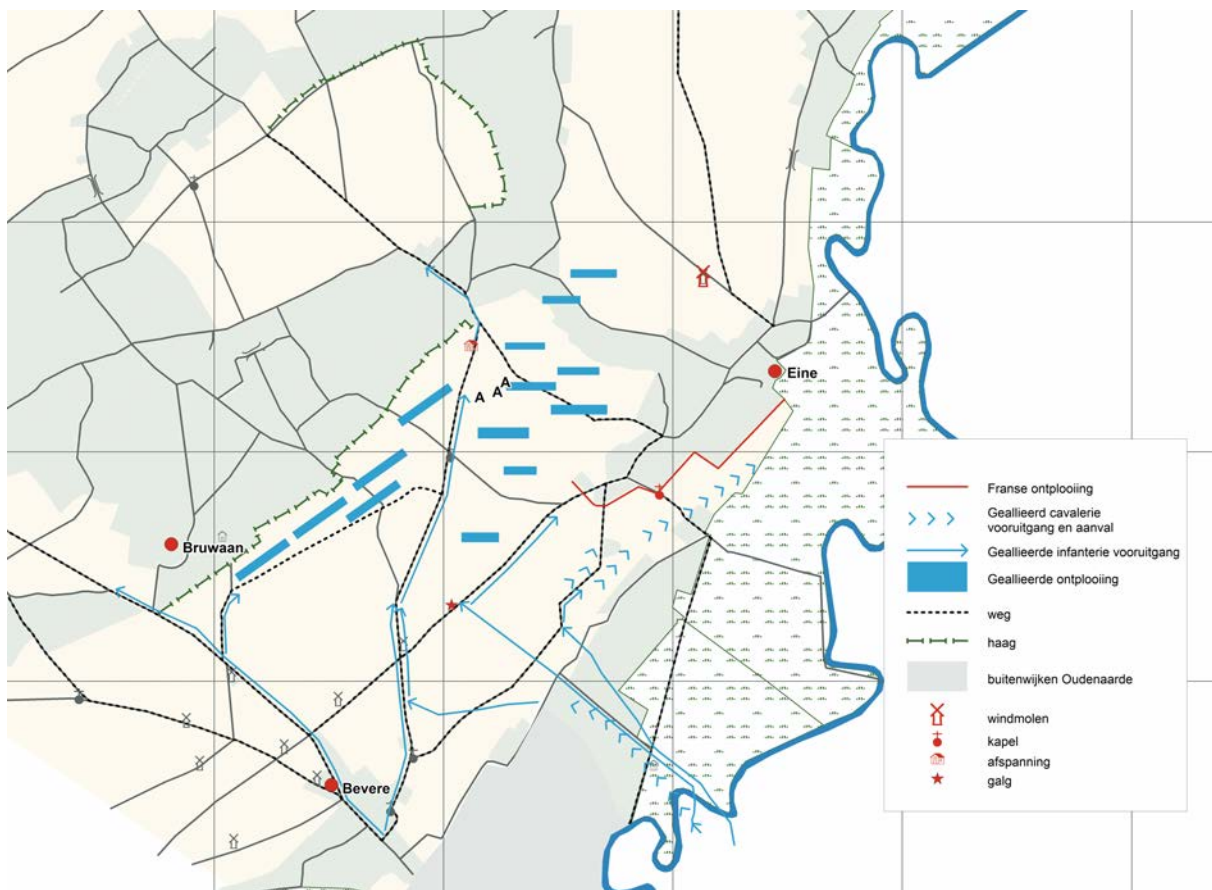 A
A
A
Eine
Bruwaan
Bevere
Franse ontplooiing
Geallieerd cavalerie
vooruitgang en aanval
Geallieerde infanterie vooruitgang
Geallieerde ontplooiing
weg
haag
buitenwijken Oudenaarde
windmolen
kapel
afspanning
galg